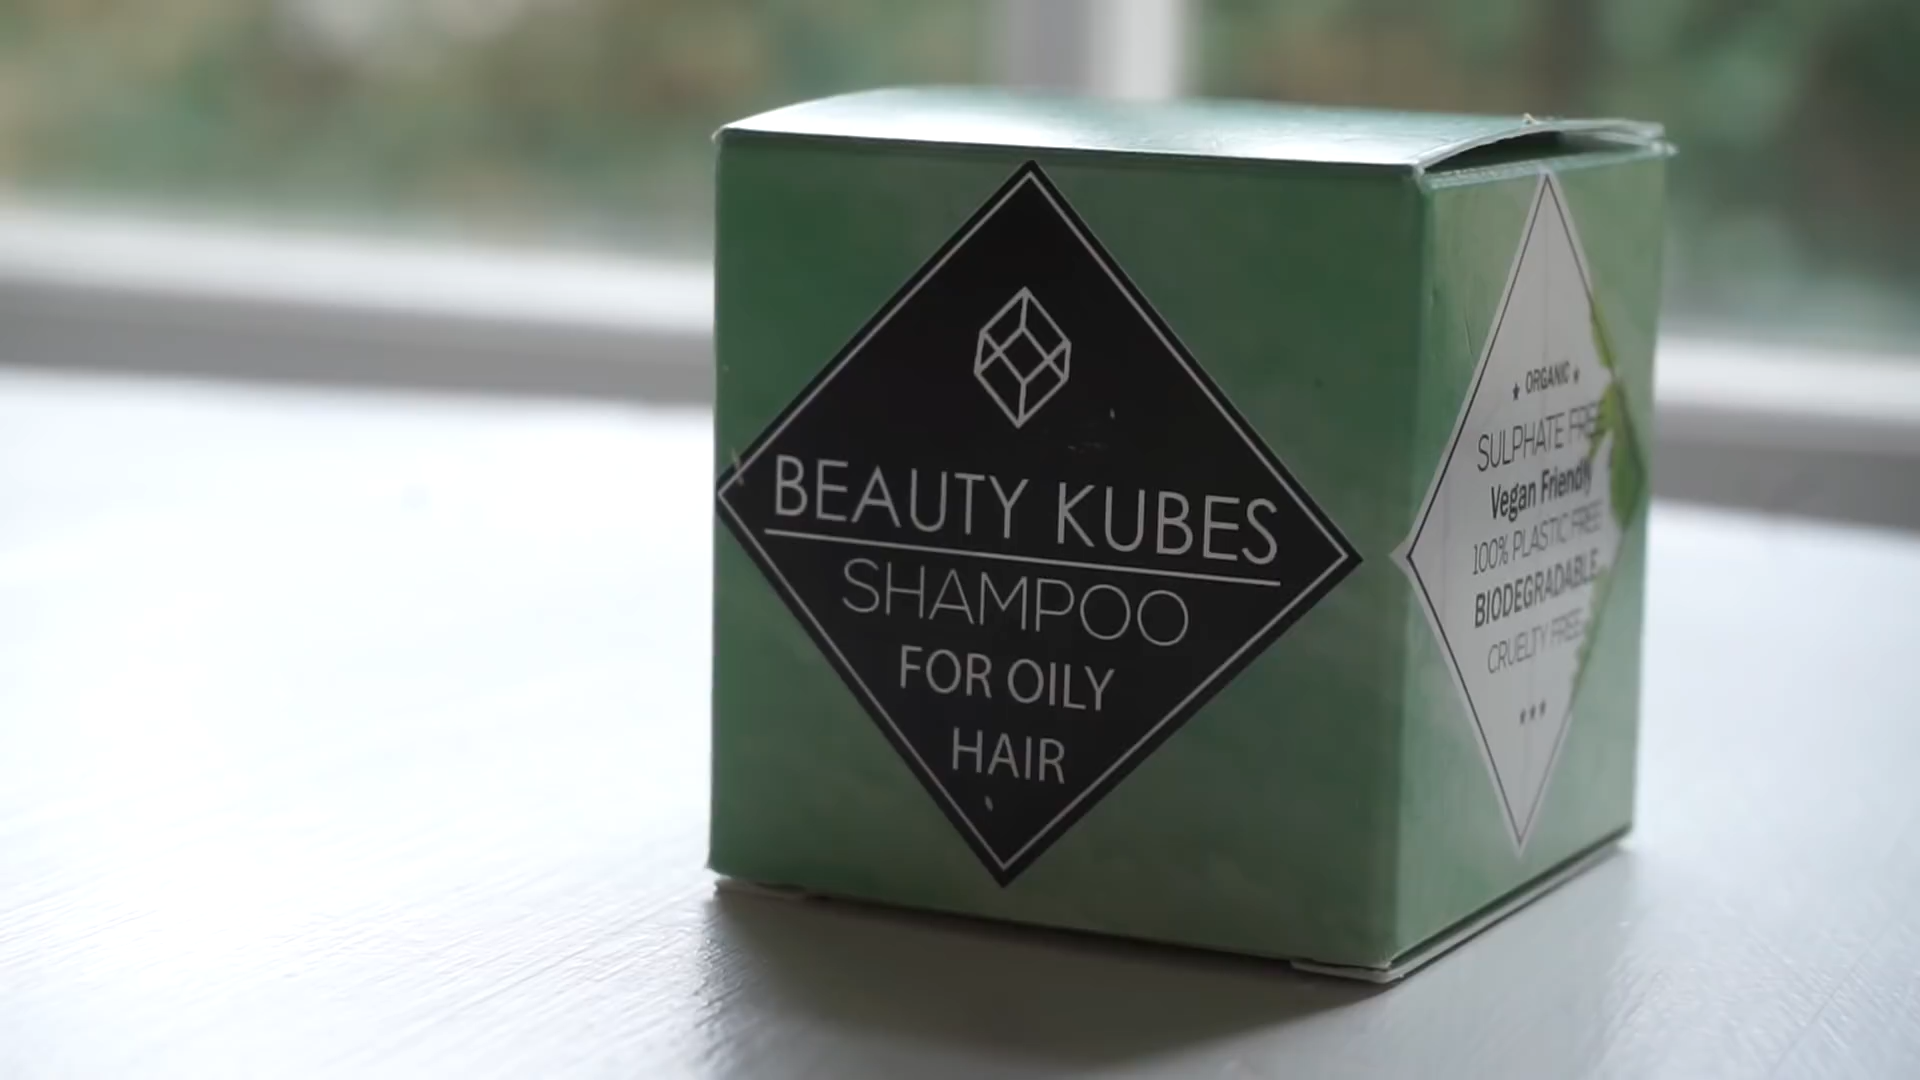 BEAUTY KUBES
SHAMPOO
FOR OILY
HAIR
ORGANIC
SULPHATE FREE
Vegan Friendly
100% PLASTIC FREE
BIODEGRADABLE
CRUELTY FREE